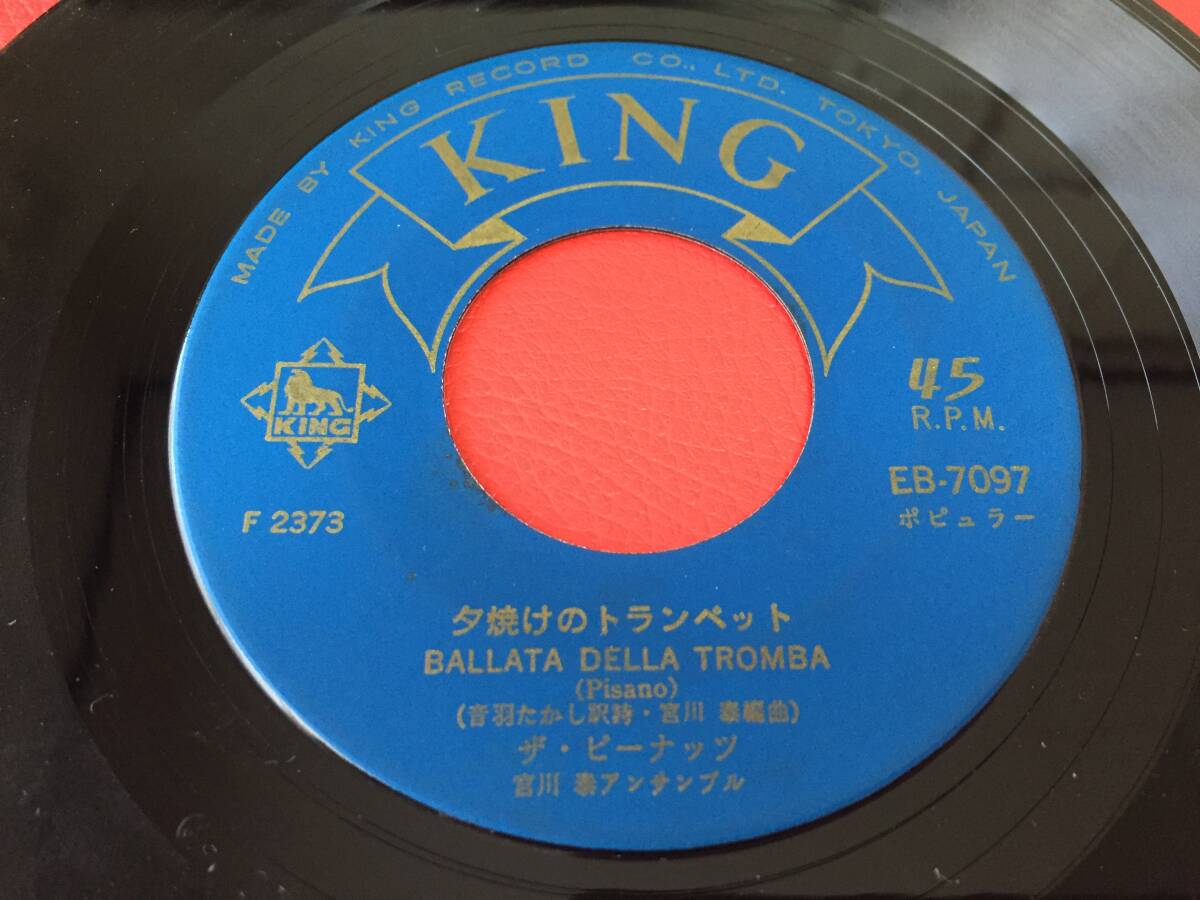 MADE BY KING RECORD CO., LTD. TOKYO, JAPAN
KING
KING
45
R.P.M.
EB-7097
ポピュラー
F 2373
夕焼けのトランペット
BALLATA DELLA TROMBA
(Pisano)
(音羽たかし訳詩・宮川 泰編曲)
ザ・ピーナッツ
宮川 泰アンサンブル